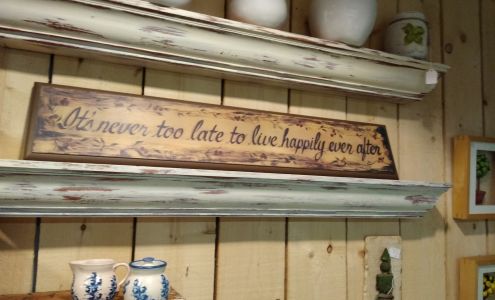 It's never too late to live happily ever after